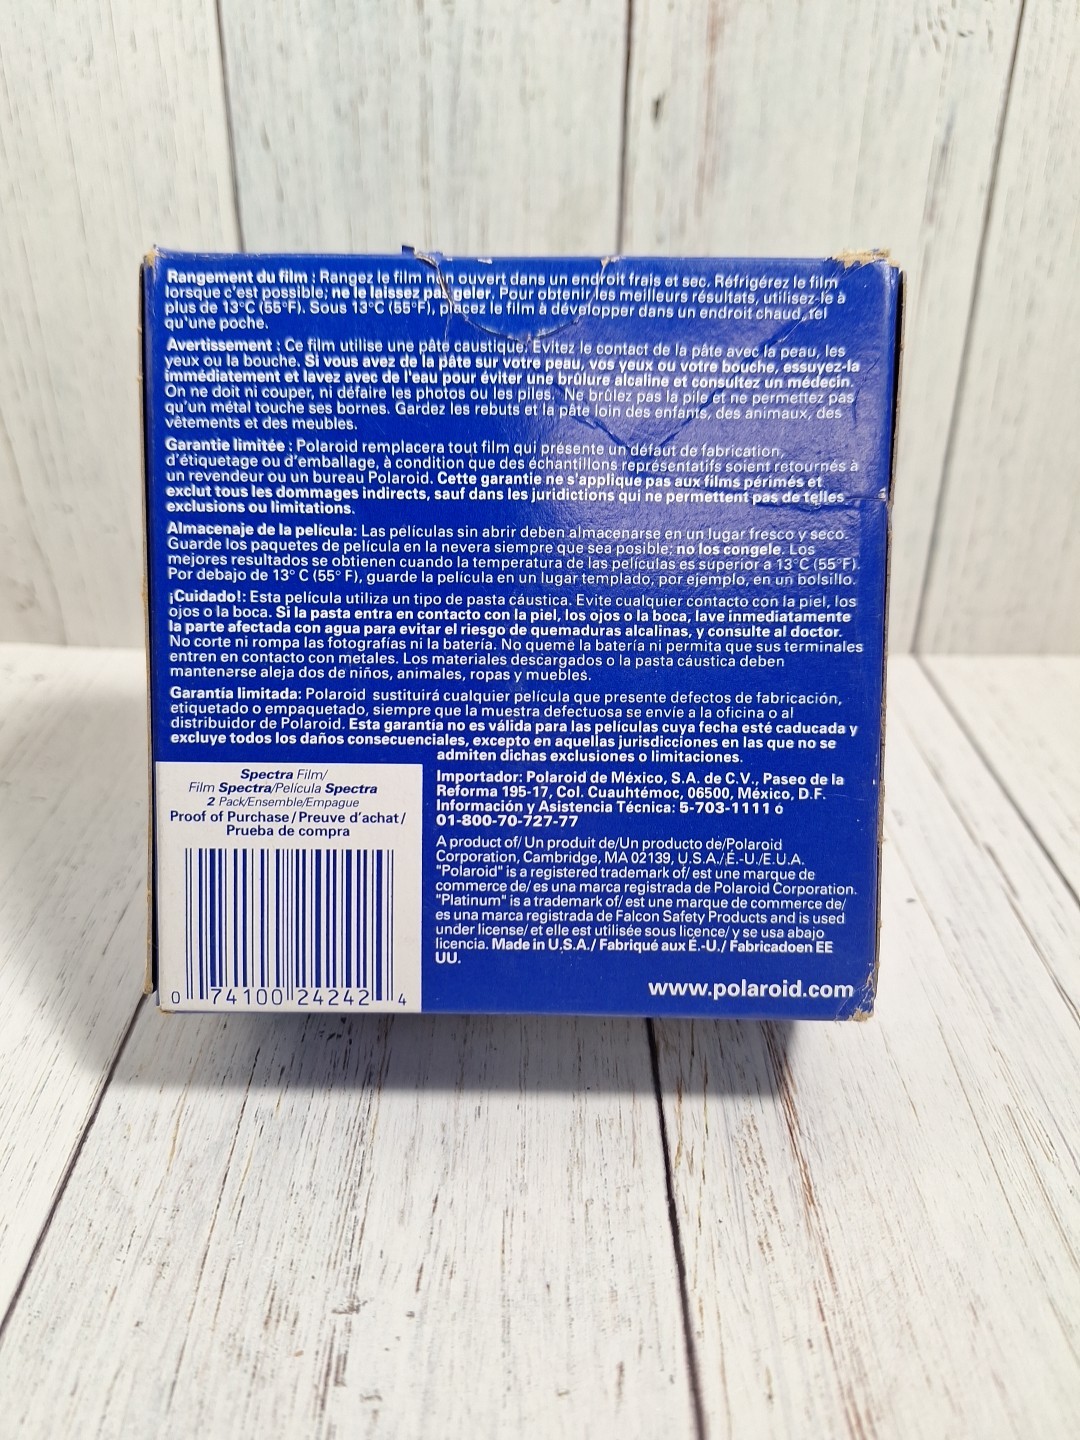 Rangement du film : Rangez le film non ouvert dans un endroit frais et sec. Réfrigérez le film
lorsque c'est possible; ne le laissez pas geler. Pour obtenir les meilleurs résultats, utilisez-le à
plus de 13°C (55°F). Sous 13°C (55°F), placez le film à développer dans un endroit chaud, tel
qu'une poche.
Avertissement : Ce film utilise une pâte caustique. Evitez le contact de la pâte avec la peau, les
yeux ou la bouche. Si vous avez de la pâte sur votre peau, vos yeux ou votre bouche, essuyez-la
immédiatement et lavez avec de l'eau pour éviter une brûlure alcaline et consultez un médecin.
On ne doit ni couper, ni défaire les photos ou les piles. Ne brûlez pas la pile et ne permettez pas
qu'un métal touche ses bornes. Gardez les rebuts et la pâte loin des enfants, des animaux, des
vêtements et des meubles.
Garantie limitée : Polaroid remplacera tout film qui présente un défaut de fabrication,
d'étiquetage ou d'emballage, à condition que des échantillons représentatifs soient retournés à
un revendeur ou un bureau Polaroid. Cette garantie ne s'applique pas aux films périmés et
exclut tous les dommages indirects, sauf dans les juridictions qui ne permettent pas de telles
exclusions ou limitations.
Almacenaje de la película: Las películas sin abrir deben almacenarse en un lugar fresco y seco.
Guarde los paquetes de película en la nevera siempre que sea posible; no los congele. Los
mejores resultados se obtienen cuando la temperatura de las películas es superior a 13°C (55°F).
Por debajo de 13° C (55° F), guarde la película en un lugar templado, por ejemplo, en un bolsillo.
¡Cuidado!: Esta película utiliza un tipo de pasta cáustica. Evite cualquier contacto con la piel, los
ojos o la boca. Si la pasta entra en contacto con la piel, los ojos o la boca, lave inmediatamente
la parte afectada con agua para evitar el riesgo de quemaduras alcalinas, y consulte al doctor.
No corte ni rompa las fotografías ni la batería. No queme la batería ni permita que sus terminales
entren en contacto con metales. Los materiales descargados o la pasta cáustica deben
mantenerse aleja dos de niños, animales, ropas y muebles.
Garantía limitada: Polaroid sustituirá cualquier película que presente defectos de fabricación,
etiquetado o empaquetado, siempre que la muestra defectuosa se envíe a la oficina o al
distribuidor de Polaroid. Esta garantía no es válida para las películas cuya fecha esté caducada y
excluye todos los daños consecuenciales, excepto en aquellas jurisdicciones en las que no se
admiten dichas exclusiones o limitaciones.
Spectra Film/
Film Spectra/Película Spectra
2 Pack/Ensemble/Empague
Proof of Purchase/Preuve d'achat/
Prueba de compra
0 74100 24242 4
Importador: Polaroid de México, S.A. de C.V., Paseo de la
Reforma 195-17, Col. Cuauhtémoc, 06500, México, D.F.
Información y Asistencia Técnica: 5-703-1111 ó
01-800-70-727-77
A product of/ Un produit de/Un producto de/Polaroid
Corporation, Cambridge, MA 02139, U.S.A./É.-U./E.U.A.
"Polaroid" is a registered trademark of/ est une marque de
commerce de/ es una marca registrada de Polaroid Corporation.
"Platinum" is a trademark of/ est une marque de commerce de/
es una marca registrada de Falcon Safety Products and is used
under license/ et elle est utilisée sous licence/ y se usa abajo
licencia. Made in U.S.A./ Fabriqué aux É.-U./ Fabricadoen EE
UU.
www.polaroid.com